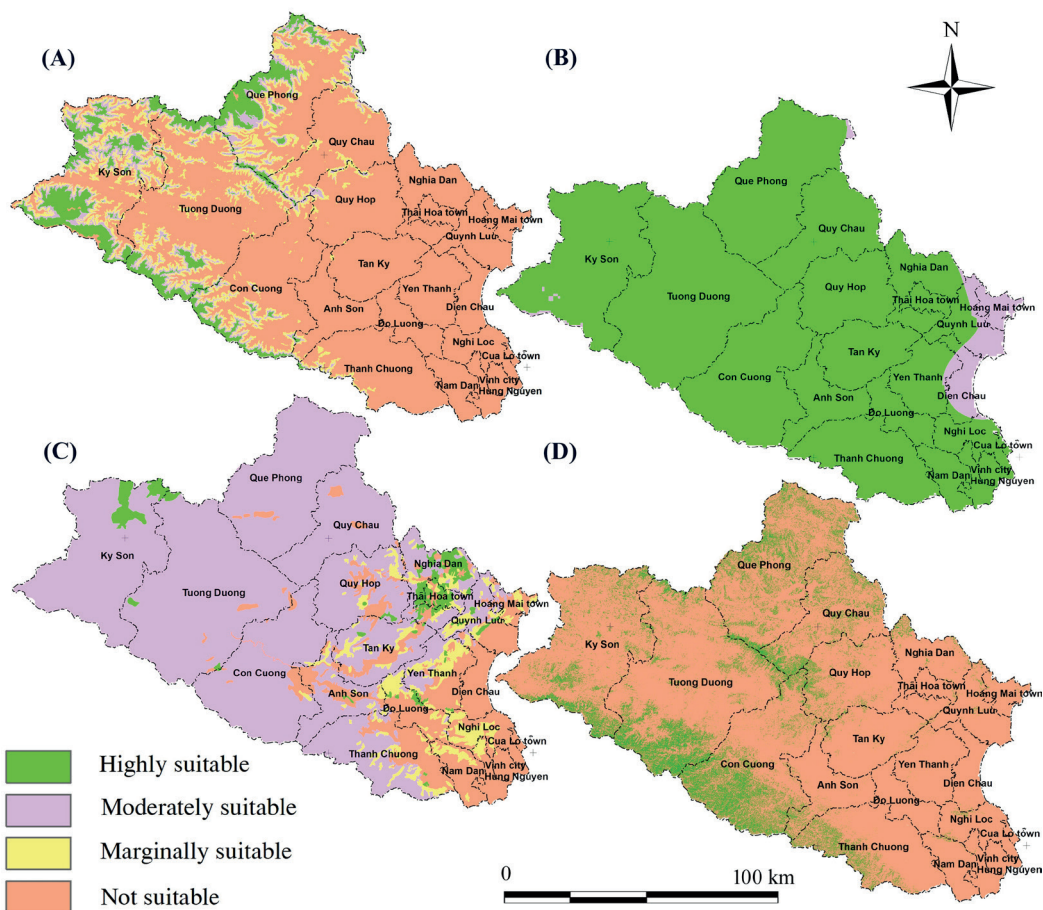 (A)
Que Phong
Quy Chau
Ky Son
Nghia Dan
Tuong Duong
Quy Hop
Thai Hoa town
Hoang Mai town
Quynh Luu
Tan Ky
Con Cuong
Yen Thanh
Anh Son
Dien Chau
Do Luong
Nghi Loc
Cua Lo town
Thanh Chuong
Nam Dan
Vinh city
Hung Nguyen
(B)
N
Que Phong
Quy Chau
Ky Son
Nghia Dan
Tuong Duong
Quy Hop
Thai Hoa town
Hoang Mai town
Quynh Luu
Tan Ky
Con Cuong
Yen Thanh
Anh Son
Dien Chau
Do Luong
Nghi Loc
Cua Lo town
Thanh Chuong
Nam Dan
Vinh city
Hung Nguyen
(C)
Que Phong
Quy Chau
Ky Son
Nghia Dan
Quy Hop
Tuong Duong
Thai Hoa town
Hoang Mai town
Quynh Luu
Tan Ky
Con Cuong
Yen Thanh
Anh Son
Dien Chau
Do Luong
Nghi Loc
Cua Lo town
Thanh Chuong
Nam Dan
Vinh city
Hung Nguyen
(D)
Que Phong
Quy Chau
Ky Son
Nghia Dan
Tuong Duong
Quy Hop
Thai Hoa town
Hoang Mai town
Quynh Luu
Tan Ky
Con Cuong
Yen Thanh
Anh Son
Dien Chau
Do Luong
Nghi Loc
Cua Lo town
Thanh Chuong
Nam Dan
Vinh city
Hung Nguyen
Highly suitable
Moderately suitable
Marginally suitable
Not suitable
0 100 km